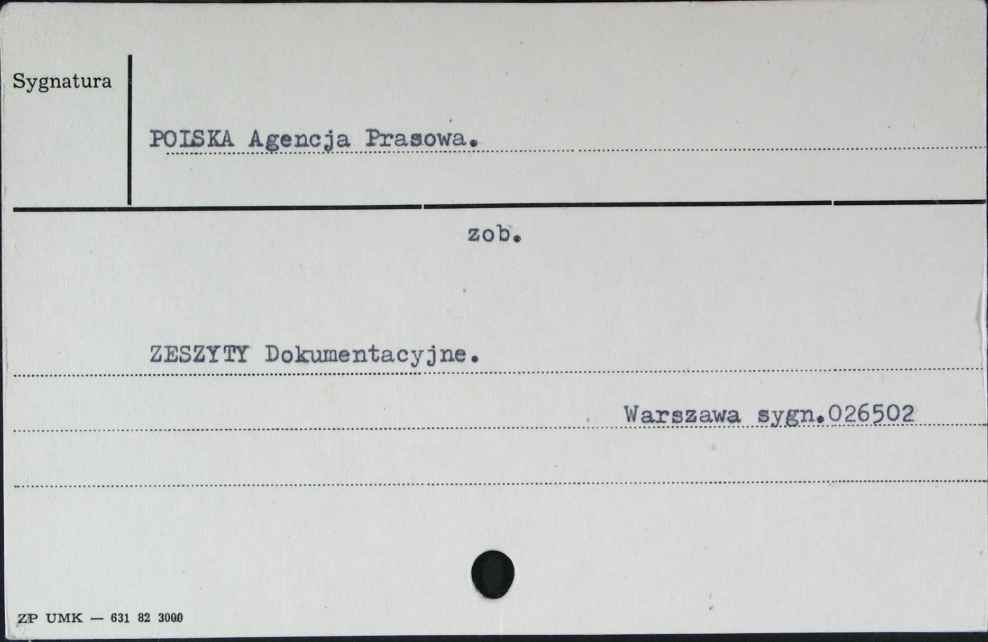 Sygnatura
POLSKA Agencja Prasowa.
zob.
ZESZYTY Dokumentacyjne.
Warszawa sygn.026502
ZP UMK — 631 82 3000